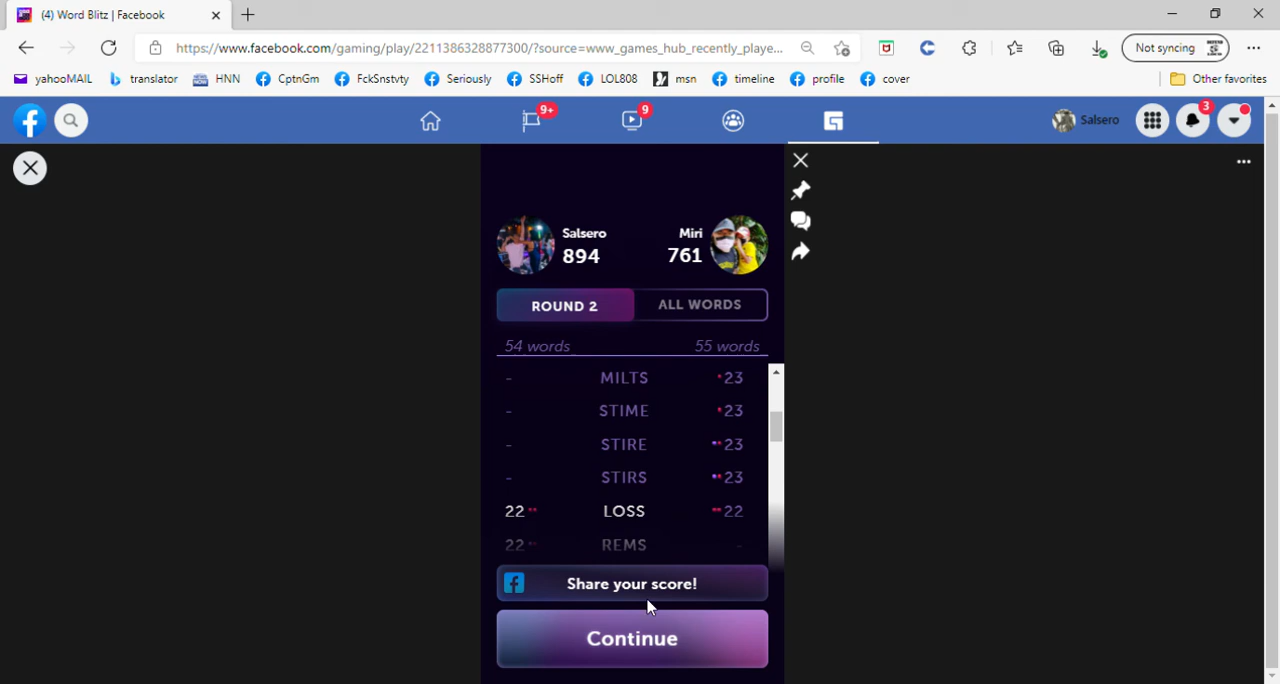 (4) Word Blitz | Facebook
https://www.facebook.com/gaming/play/2211386328877300/?source=www_games_hub_recently_playe...
Not syncing
yahooMAIL translator HNN CptnGm FckSnstvty Seriously SSHoff LOL808 msn timeline profile cover Other favorites
9+ 9 Salsero 3
Salsero Miri
894 761
ROUND 2 ALL WORDS
54 words 55 words
- MILTS 23
- STIME 23
- STIRE 23
- STIRS 23
22 LOSS 22
22 REMS -
Share your score!
Continue